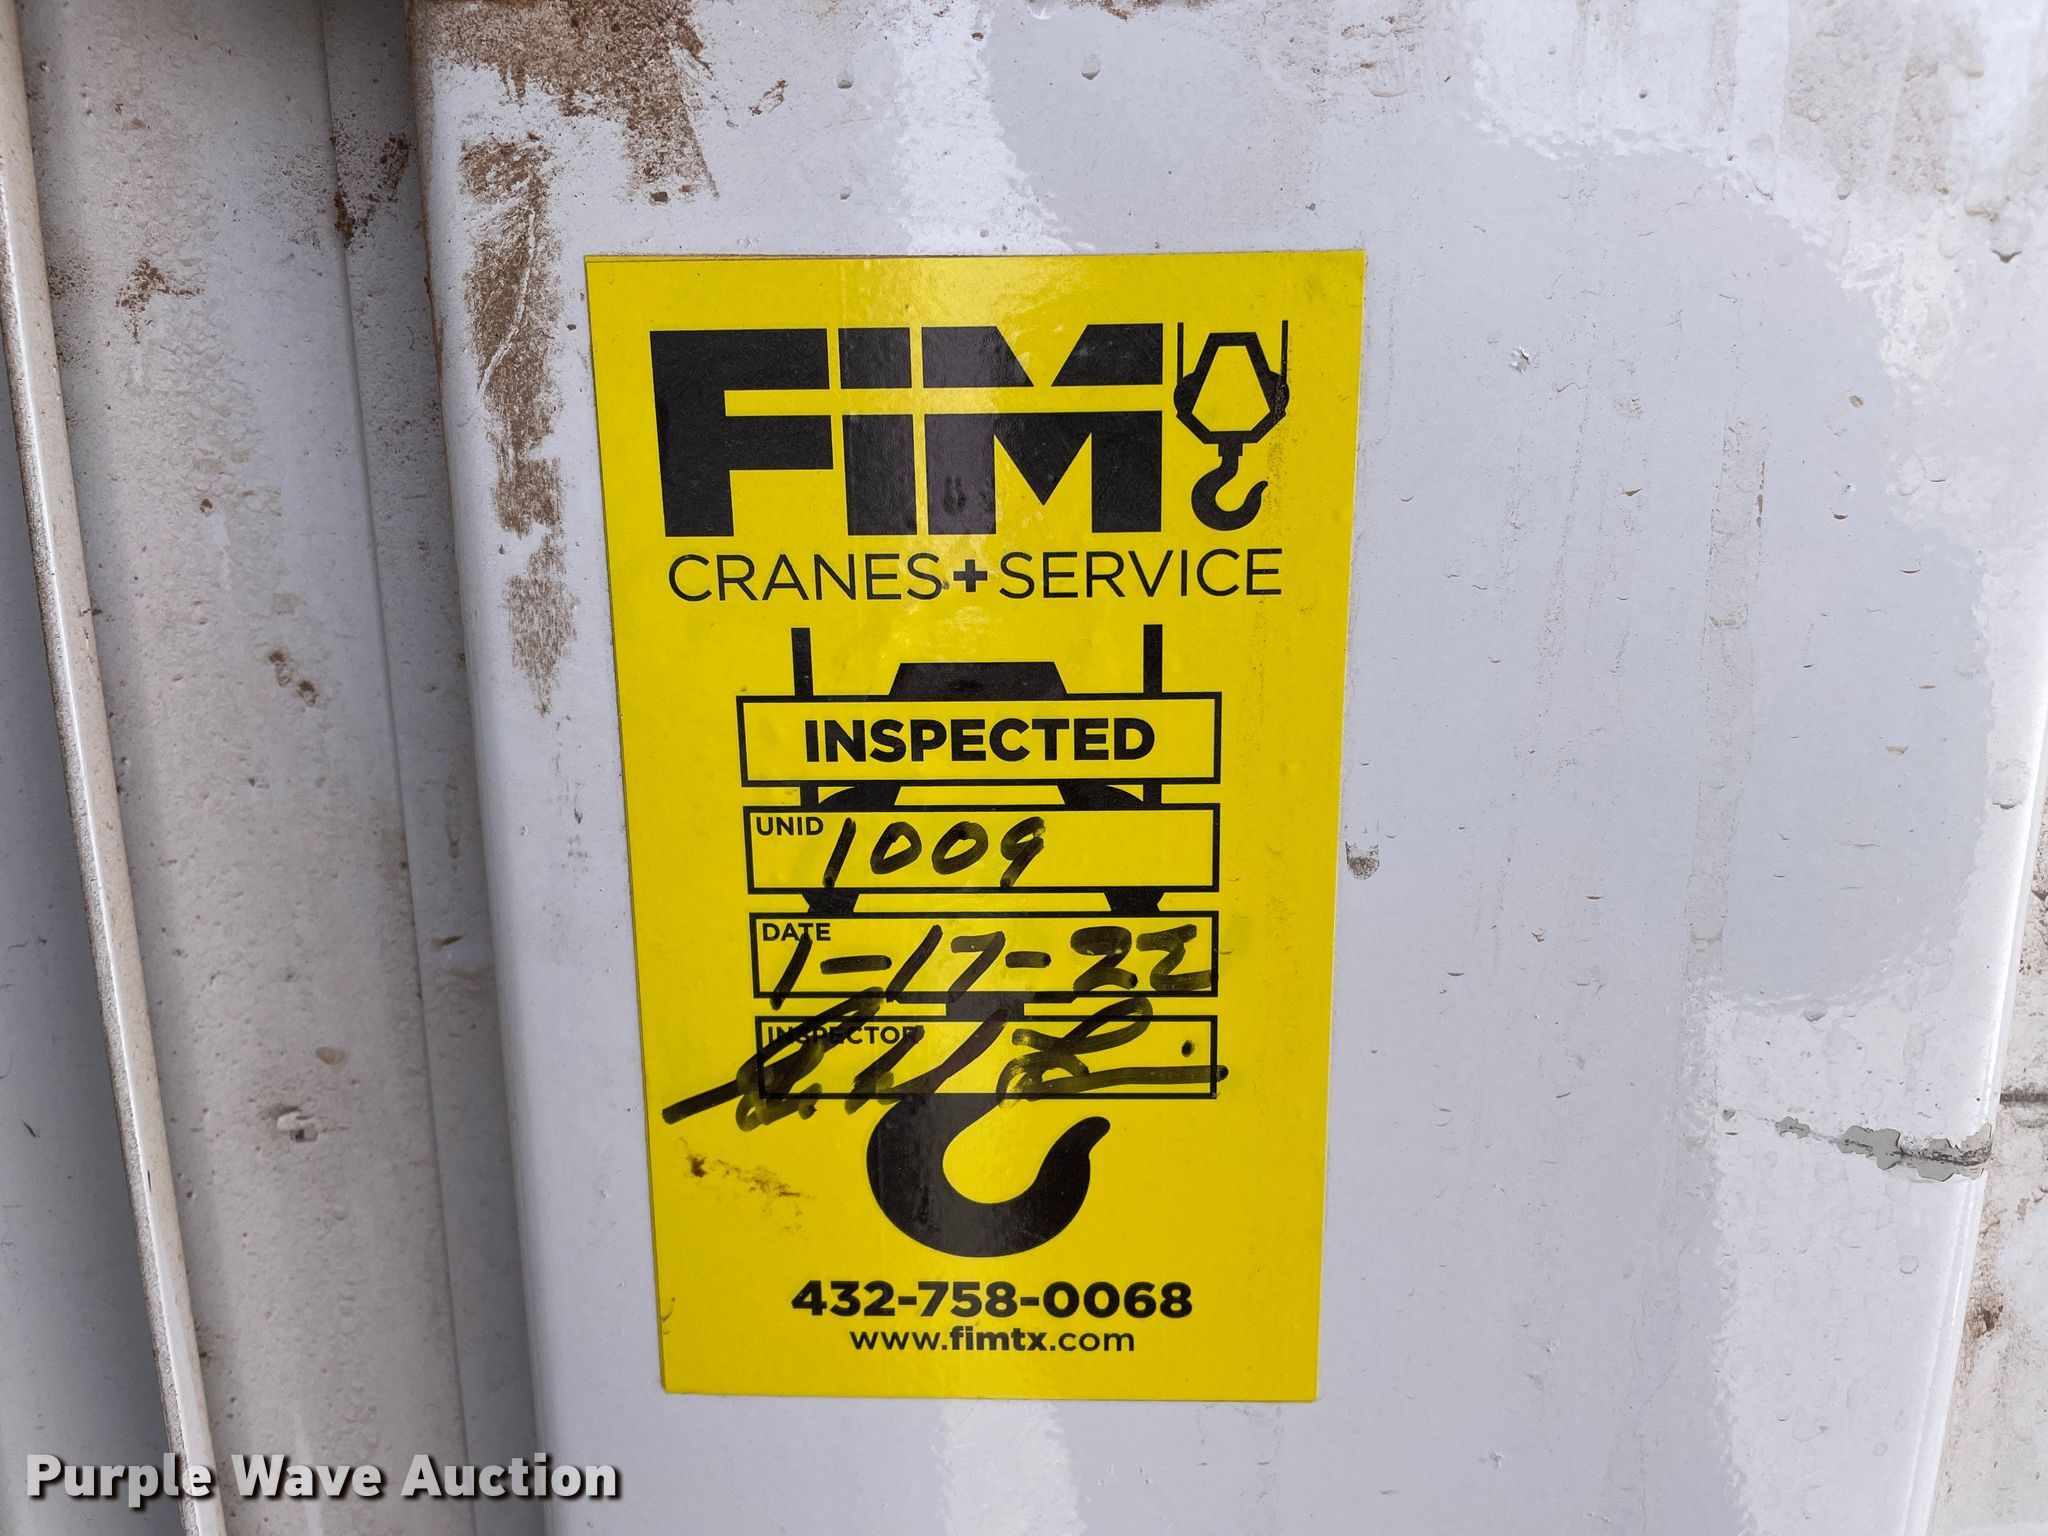 FIM
CRANES+SERVICE
INSPECTED
UNID 1009
DATE 1-17-22
INSPECTOR
432-758-0068
www.fimtx.com
Purple Wave Auction